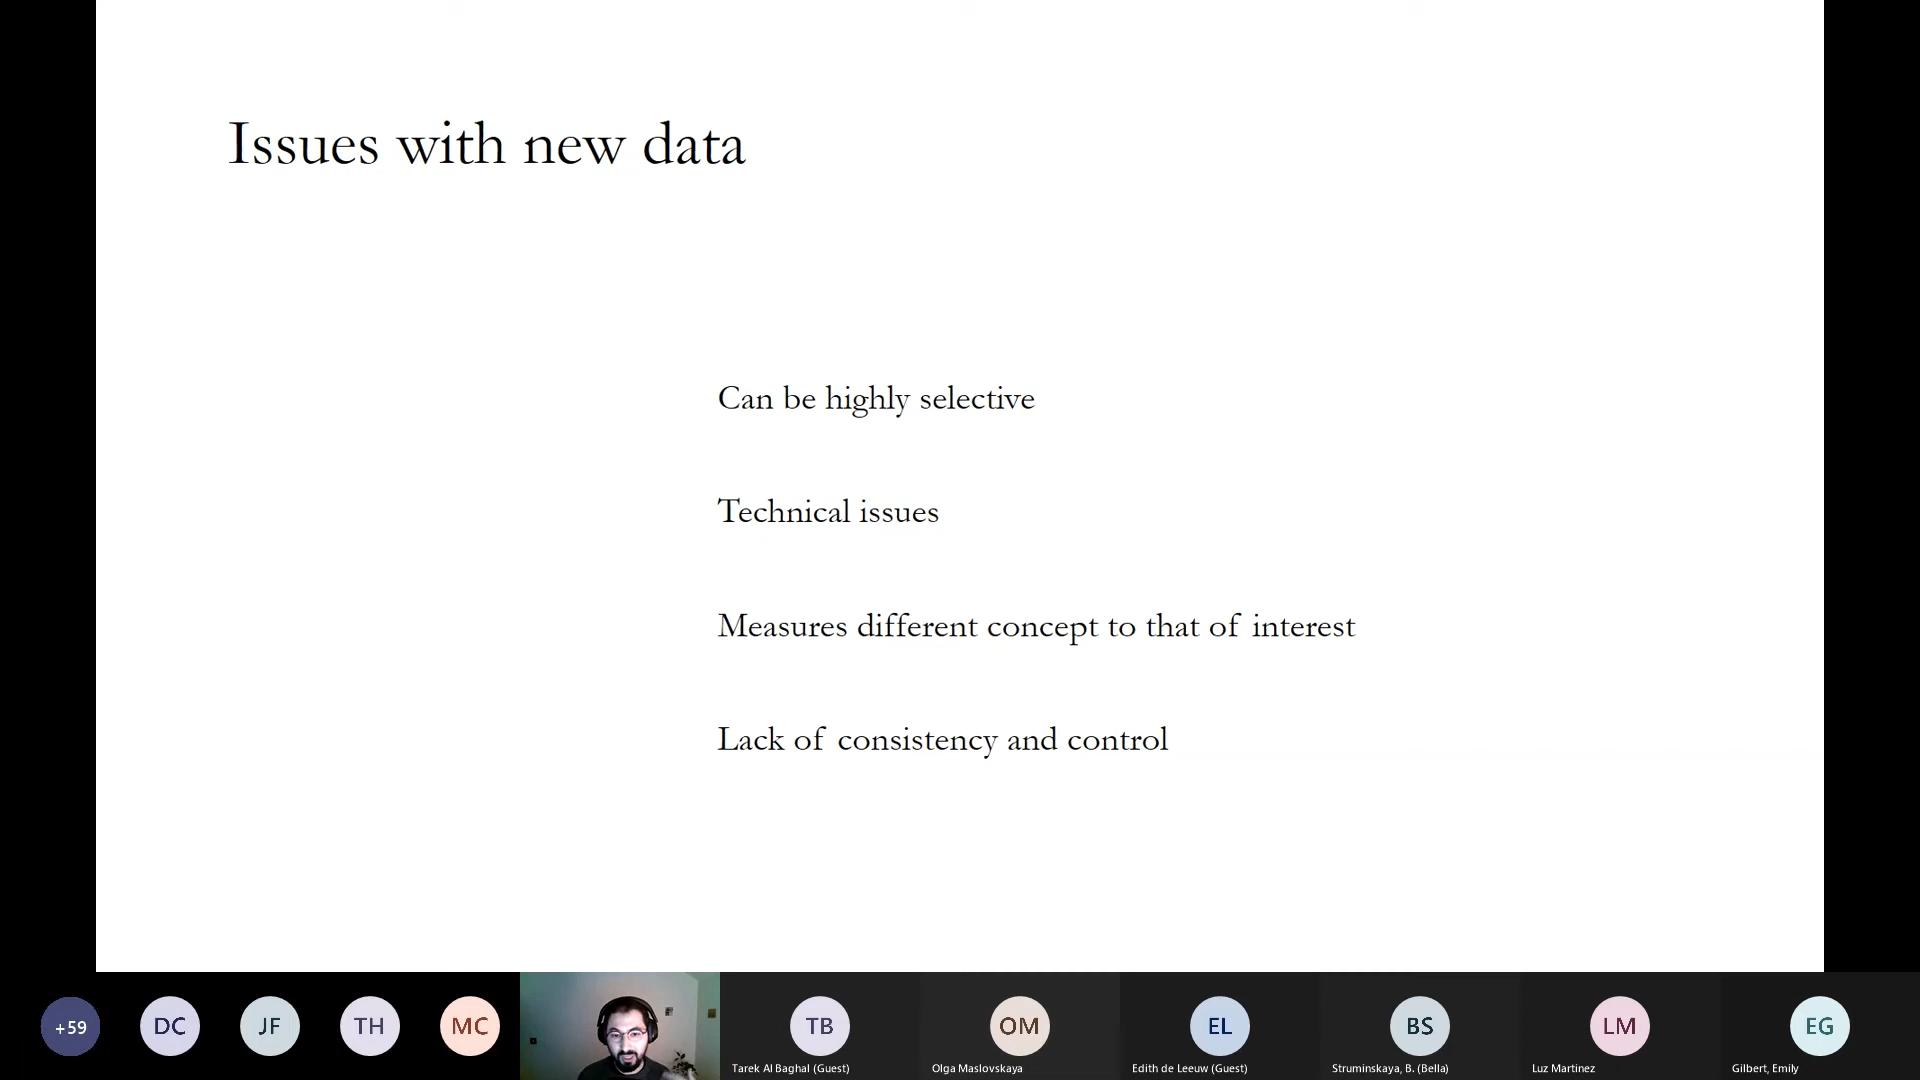 Issues with new data
Can be highly selective
Technical issues
Measures different concept to that of interest
Lack of consistency and control
+59
DC
JF
TH
MC
TB
OM
EL
BS
LM
EG
Tarek Al Baghal (Guest)
Olga Maslovskaya
Edith de Leeuw (Guest)
Struminskaya, B. (Bella)
Luz Martinez
Gilbert, Emily